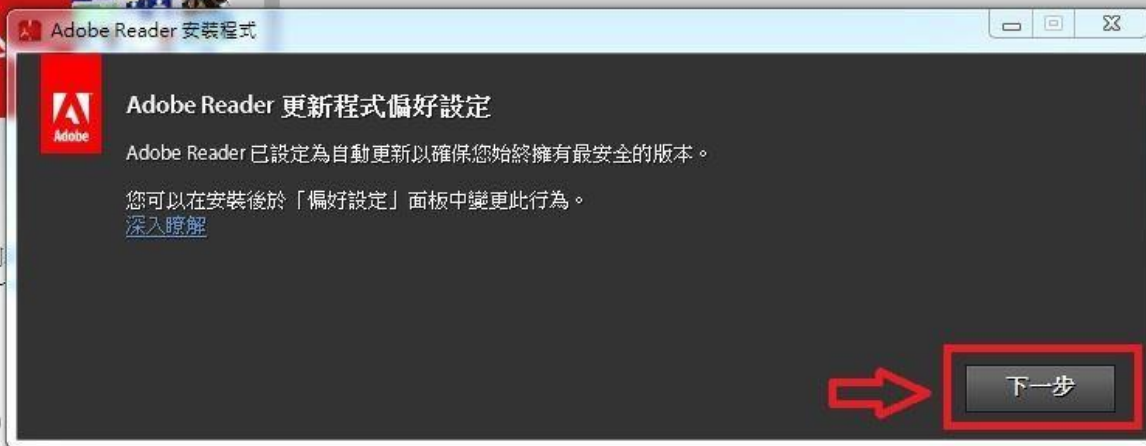 Adobe Reader 安裝程式
Adobe
Adobe Reader 更新程式偏好設定
Adobe Reader 已設定為自動更新以確保您始終擁有最安全的版本。
您可以在安裝後於「偏好設定」面板中變更此行為。
深入瞭解
下一步